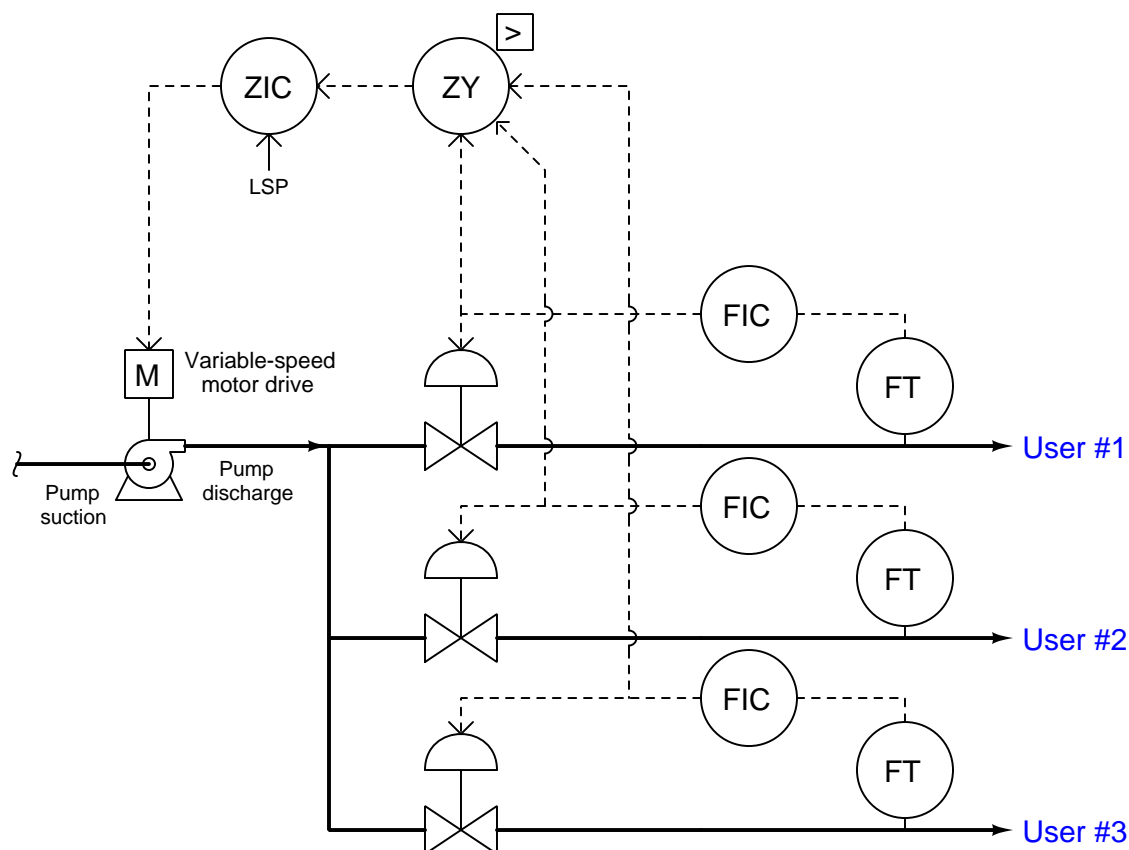 >
ZIC
ZY
LSP
FIC
M
Variable-speed
motor drive
FT
User #1
Pump
suction
Pump
discharge
FIC
FT
User #2
FIC
FT
User #3